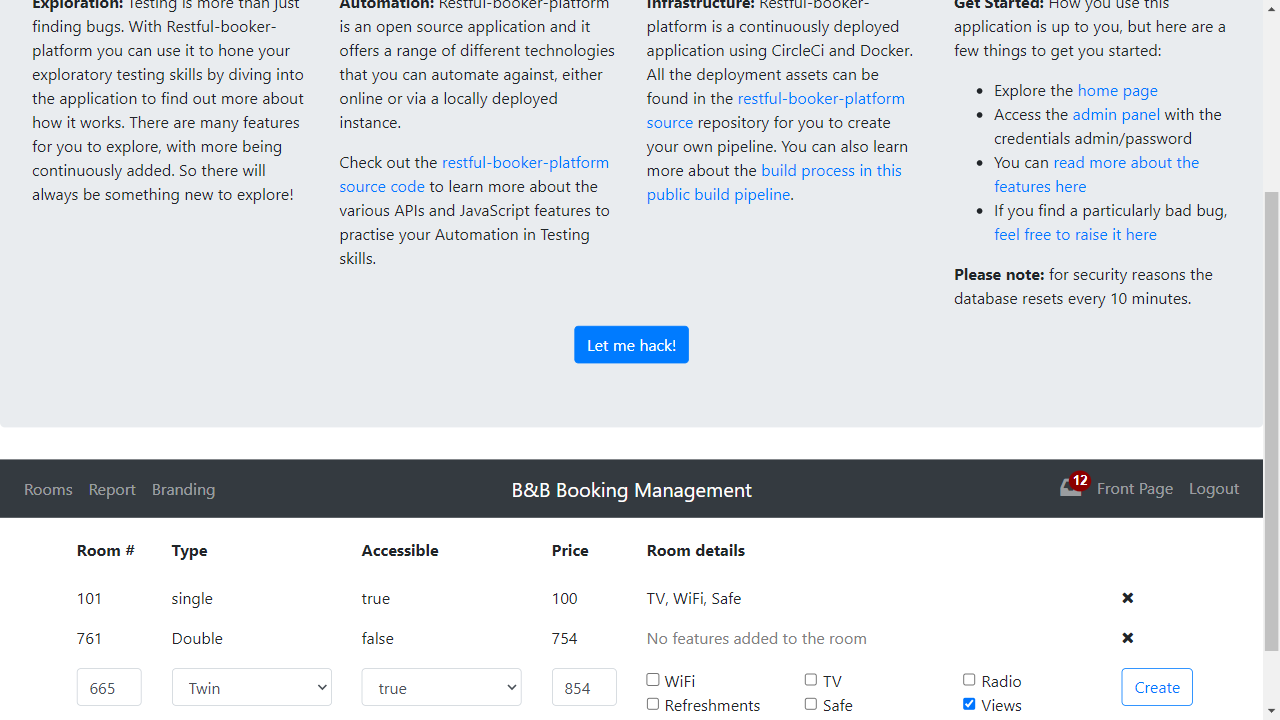 Exploration: Testing is more than just
finding bugs. With Restful-booker-
platform you can use it to hone your
exploratory testing skills by diving into
the application to find out more about
how it works. There are many features
for you to explore, with more being
continuously added. So there will
always be something new to explore!
Automation: Restful-booker-platform
is an open source application and it
offers a range of different technologies
that you can automate against, either
online or via a locally deployed
instance.
Check out the restful-booker-platform
source code to learn more about the
various APIs and JavaScript features to
practise your Automation in Testing
skills.
Infrastructure: Restful-booker-
platform is a continuously deployed
application using CircleCi and Docker.
All the deployment assets can be
found in the restful-booker-platform
source repository for you to create
your own pipeline. You can also learn
more about the build process in this
public build pipeline.
Get Started: How you use this
application is up to you, but here are a
few things to get you started:
Explore the home page
Access the admin panel with the
credentials admin/password
You can read more about the
features here
If you find a particularly bad bug,
feel free to raise it here
Please note: for security reasons the
database resets every 10 minutes.
Let me hack!
Rooms Report Branding B&B Booking Management 12 Front Page Logout
Room # Type Accessible Price Room details
101 single true 100 TV, WiFi, Safe
761 Double false 754 No features added to the room
665 Twin true 854 WiFi TV Radio Create
Refreshments Safe Views